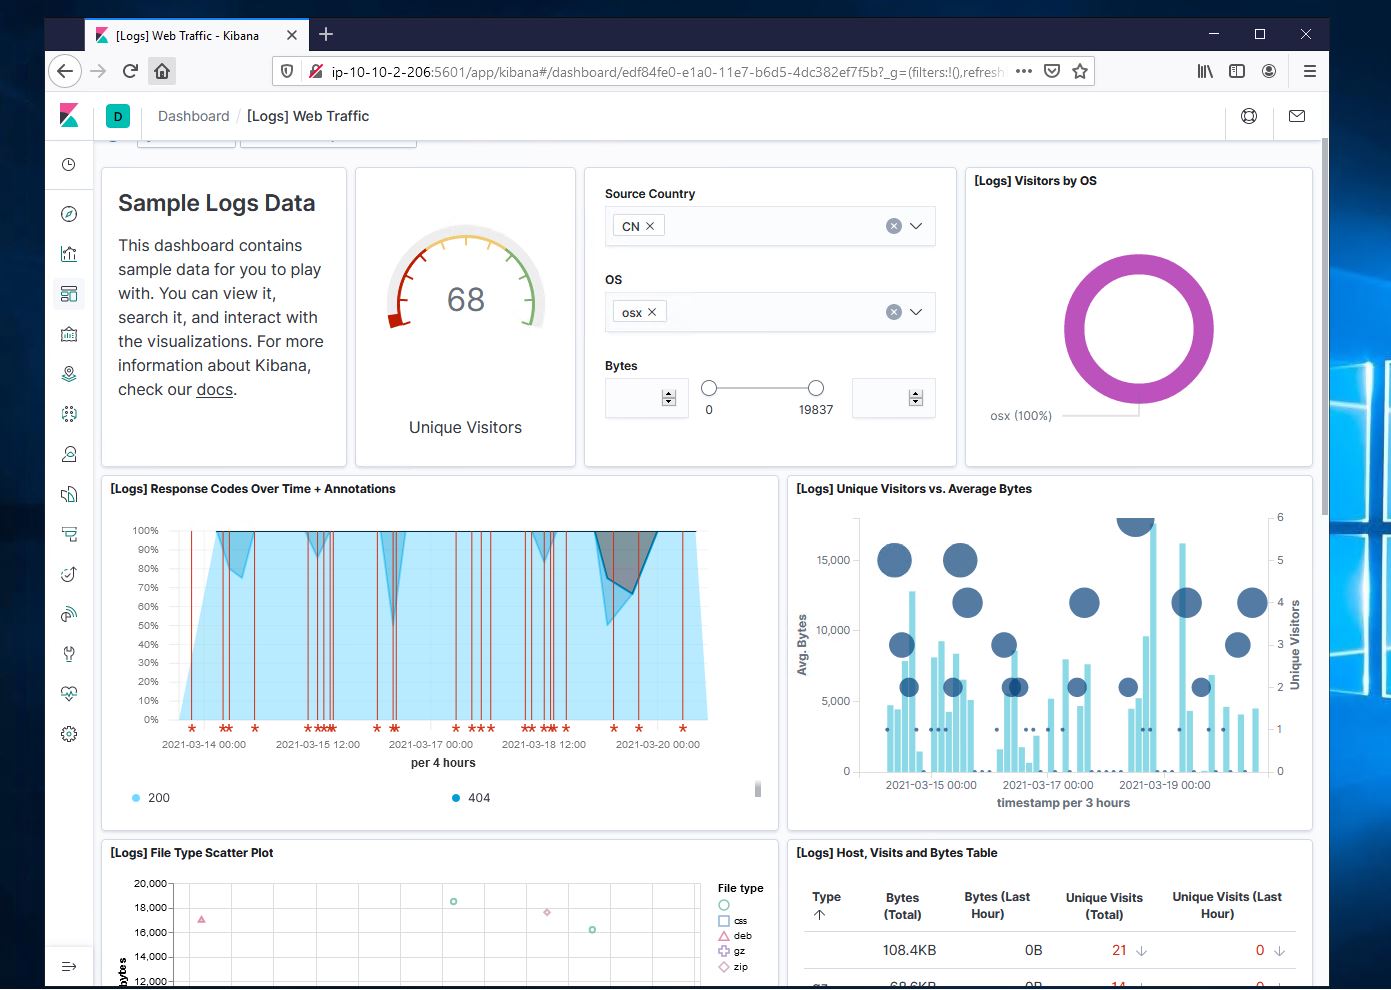 [Logs] Web Traffic - Kibana
ip-10-10-2-206:5601/app/kibana#/dashboard/edf84fe0-e1a0-11e7-b6d5-4dc382ef7f5b?_g=(filters:!(),refresh
D
Dashboard / [Logs] Web Traffic
Sample Logs Data
This dashboard contains
sample data for you to play
with. You can view it,
search it, and interact with
the visualizations. For more
information about Kibana,
check our docs.
68
Unique Visitors
Source Country
CN
OS
osx
Bytes
0
19837
[Logs] Visitors by OS
osx (100%)
[Logs] Response Codes Over Time + Annotations
100%
90%
80%
70%
60%
50%
40%
30%
20%
10%
0%
2021-03-14 00:00
2021-03-15 12:00
2021-03-17 00:00
2021-03-18 12:00
2021-03-20 00:00
per 4 hours
200
404
[Logs] Unique Visitors vs. Average Bytes
Avg. Bytes
15,000
10,000
5,000
0
6
5
4
3
2
1
0
Unique Visitors
2021-03-15 00:00
2021-03-17 00:00
2021-03-19 00:00
timestamp per 3 hours
[Logs] File Type Scatter Plot
20,000
18,000
16,000
14,000
12,000
bytes
File type
css
deb
gz
zip
[Logs] Host, Visits and Bytes Table
Type
Bytes
(Total)
Bytes (Last
Hour)
Unique Visits
(Total)
Unique Visits (Last
Hour)
108.4KB
0B
21
0